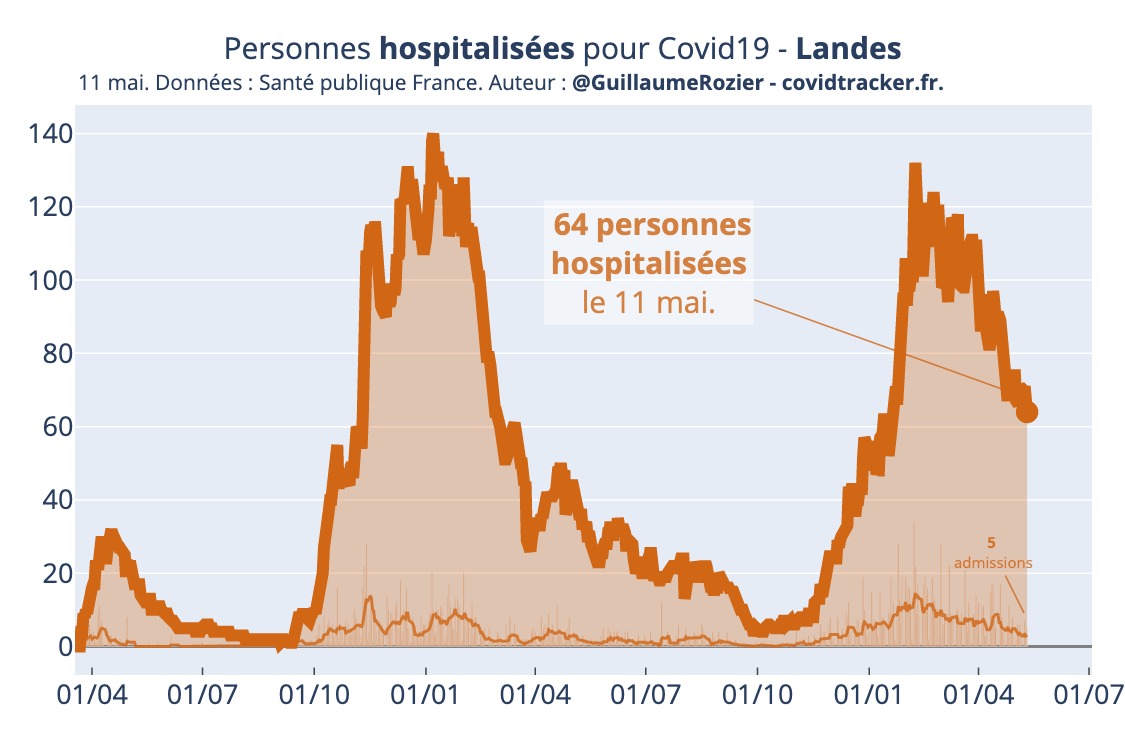 Personnes hospitalisées pour Covid19 - Landes
11 mai. Données : Santé publique France. Auteur : @GuillaumeRozier - covidtracker.fr.
140
120
100
80
60
40
20
0
64 personnes
hospitalisées
le 11 mai.
5
admissions
01/04 01/07 01/10 01/01 01/04 01/07 01/10 01/01 01/04 01/07